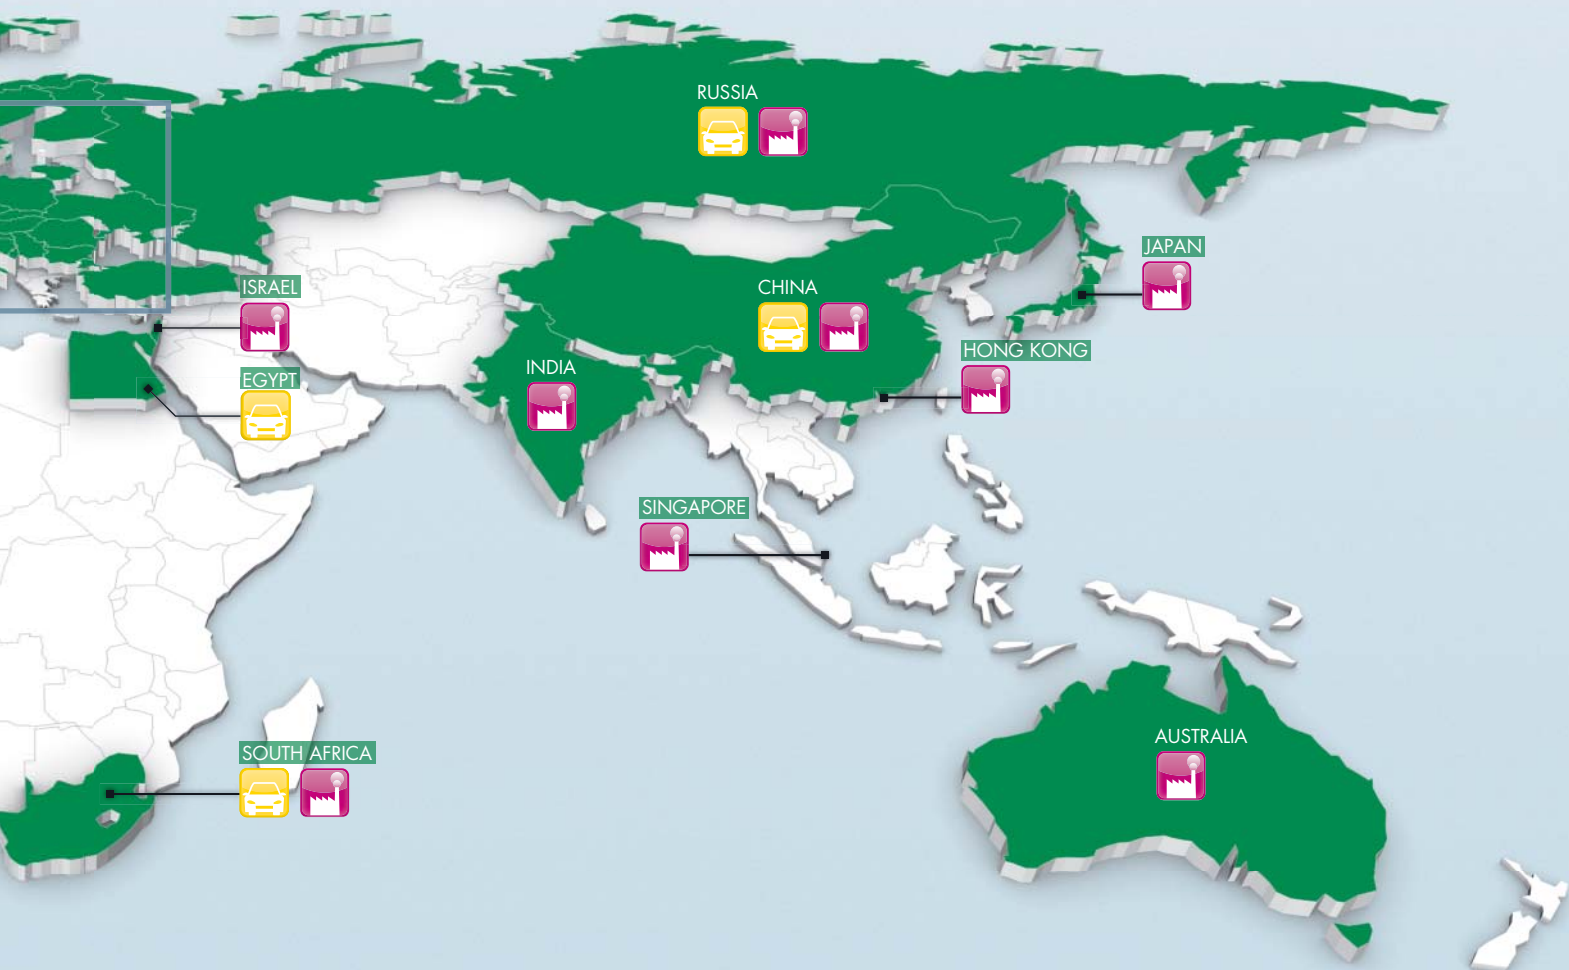 RUSSIA
JAPAN
ISRAEL
CHINA
HONG KONG
INDIA
EGYPT
SINGAPORE
AUSTRALIA
SOUTH AFRICA